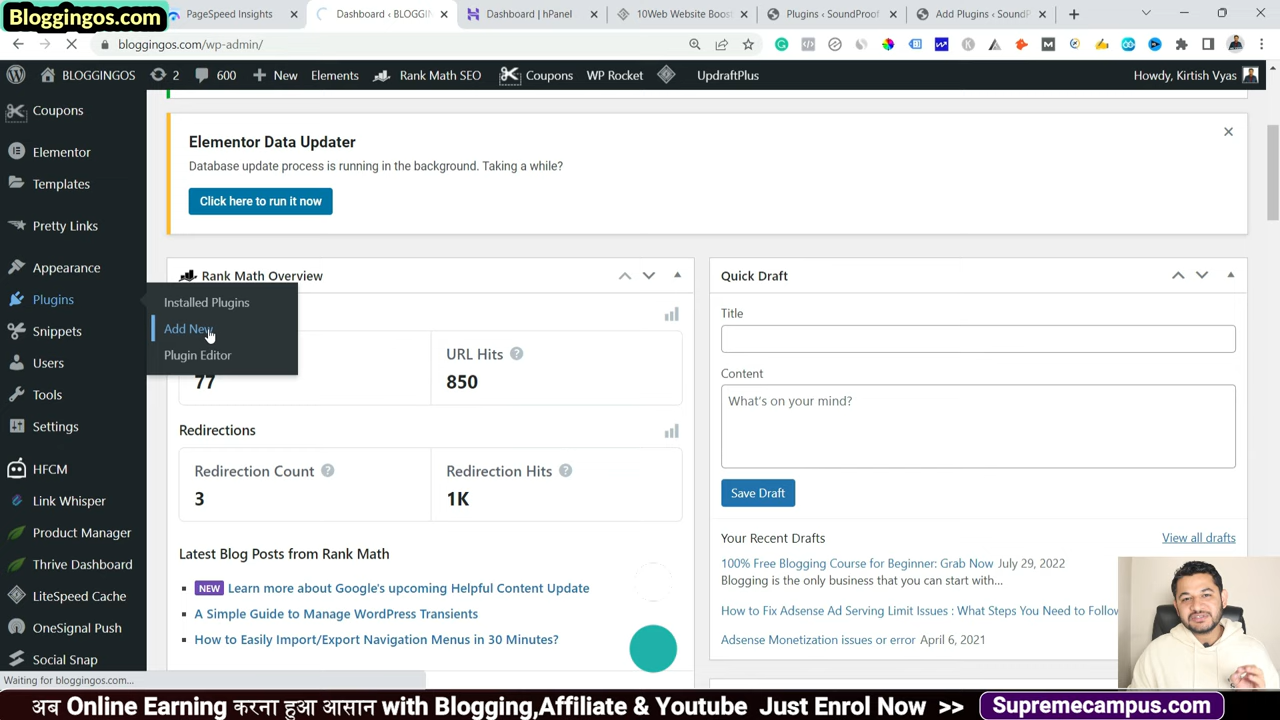 Bloggingos.com
PageSpeed Insights
Dashboard ‹ BLOGGIN
Dashboard | hPanel
10Web Website Boost
Plugins ‹ SoundProof
Add Plugins ‹ SoundP
bloggingos.com/wp-admin/
BLOGGINGOS
2
600
New
Elements
Rank Math SEO
Coupons
WP Rocket
UpdraftPlus
Howdy, Kirtish Vyas
Coupons
Elementor
Templates
Pretty Links
Appearance
Plugins
Snippets
Users
Tools
Settings
HFCM
Link Whisper
Product Manager
Thrive Dashboard
LiteSpeed Cache
OneSignal Push
Social Snap
Installed Plugins
Add New
Plugin Editor
Elementor Data Updater
Database update process is running in the background. Taking a while?
Click here to run it now
Rank Math Overview
77
URL Hits
850
Redirections
Redirection Count
3
Redirection Hits
1K
Latest Blog Posts from Rank Math
NEW Learn more about Google's upcoming Helpful Content Update
A Simple Guide to Manage WordPress Transients
How to Easily Import/Export Navigation Menus in 30 Minutes?
Quick Draft
Title
Content
What's on your mind?
Save Draft
Your Recent Drafts
View all drafts
100% Free Blogging Course for Beginner: Grab Now July 29, 2022
Blogging is the only business that you can start with…
How to Fix Adsense Ad Serving Limit Issues : What Steps You Need to Follow
Adsense Monetization issues or error April 6, 2021
Waiting for bloggingos.com...
अब Online Earning करना हुआ आसान with Blogging,Affiliate & Youtube Just Enrol Now >> Supremecampus.com